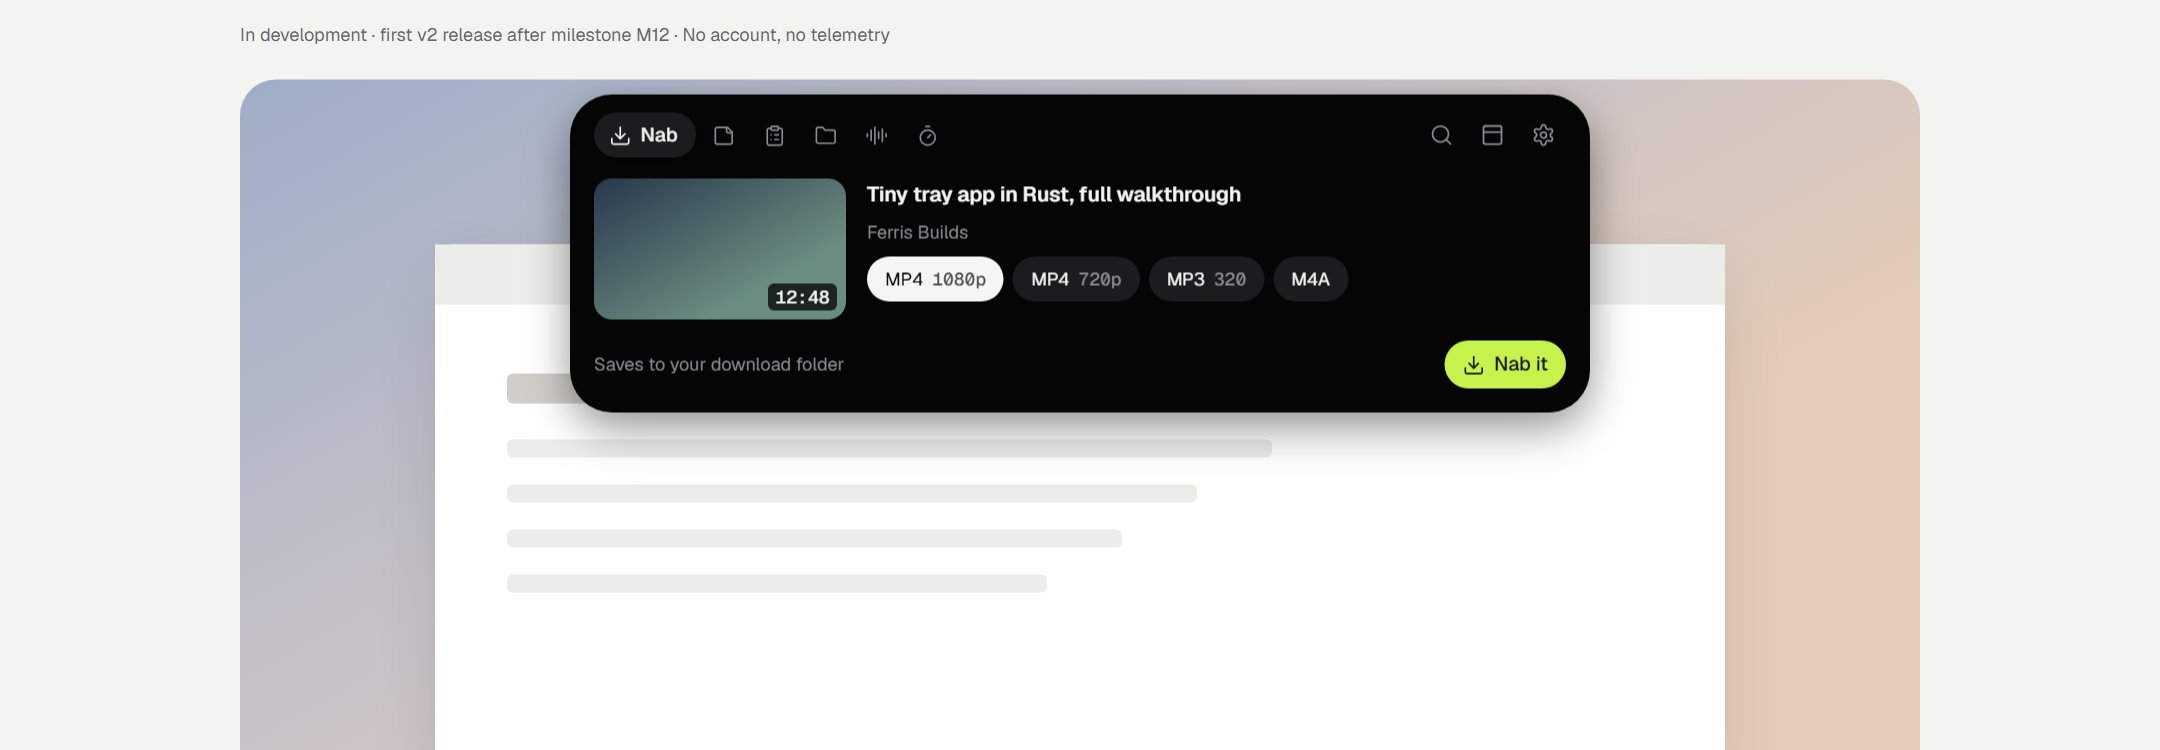 In development · first v2 release after milestone M12 · No account, no telemetry
Nab
Tiny tray app in Rust, full walkthrough
Ferris Builds
MP4 1080p MP4 720p MP3 320 M4A
12:48
Saves to your download folder
Nab it